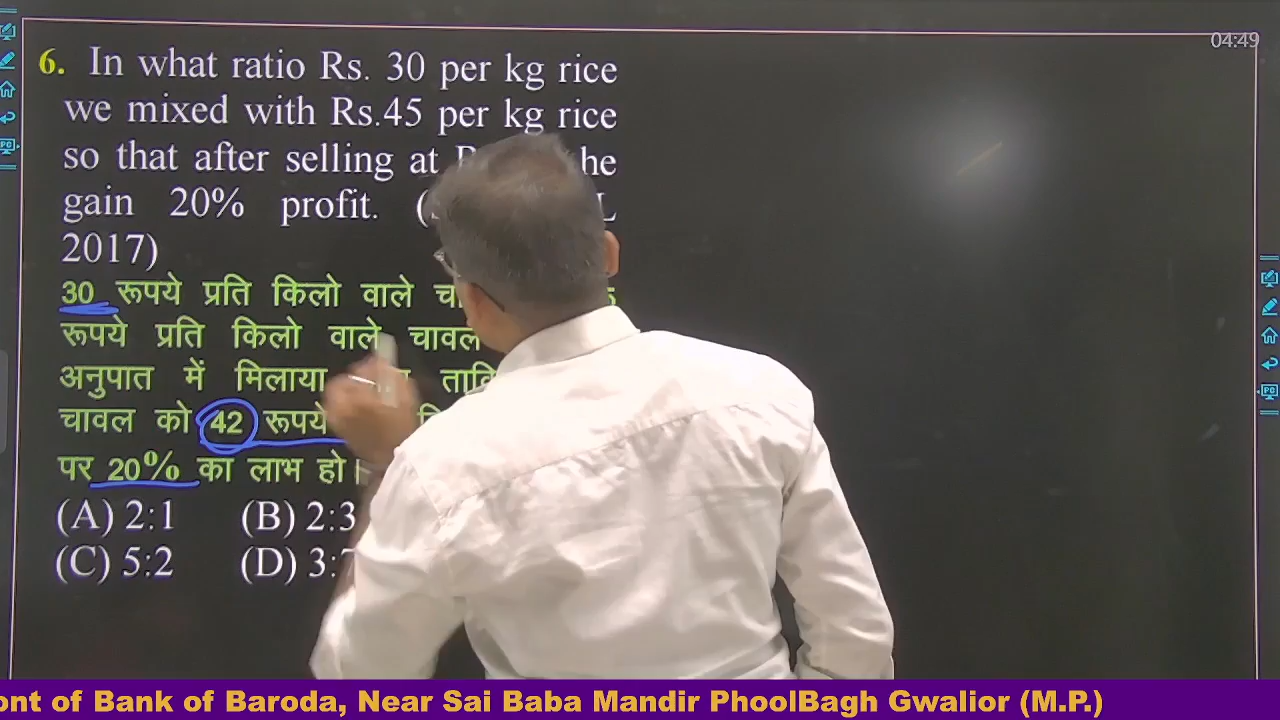 04:49
6. In what ratio Rs. 30 per kg rice
we mixed with Rs.45 per kg rice
so that after selling at he
gain 20% profit. (
2017)
30 रूपये प्रति किलो वाले
रूपये प्रति किलो वाले चावल
अनुपात में मिलाया
चावल को 42 रूपये
पर 20% का लाभ हो।
(A) 2:1 (B) 2:3
(C) 5:2 (D) 3:
ont of Bank of Baroda, Near Sai Baba Mandir PhoolBagh Gwalior (M.P.)